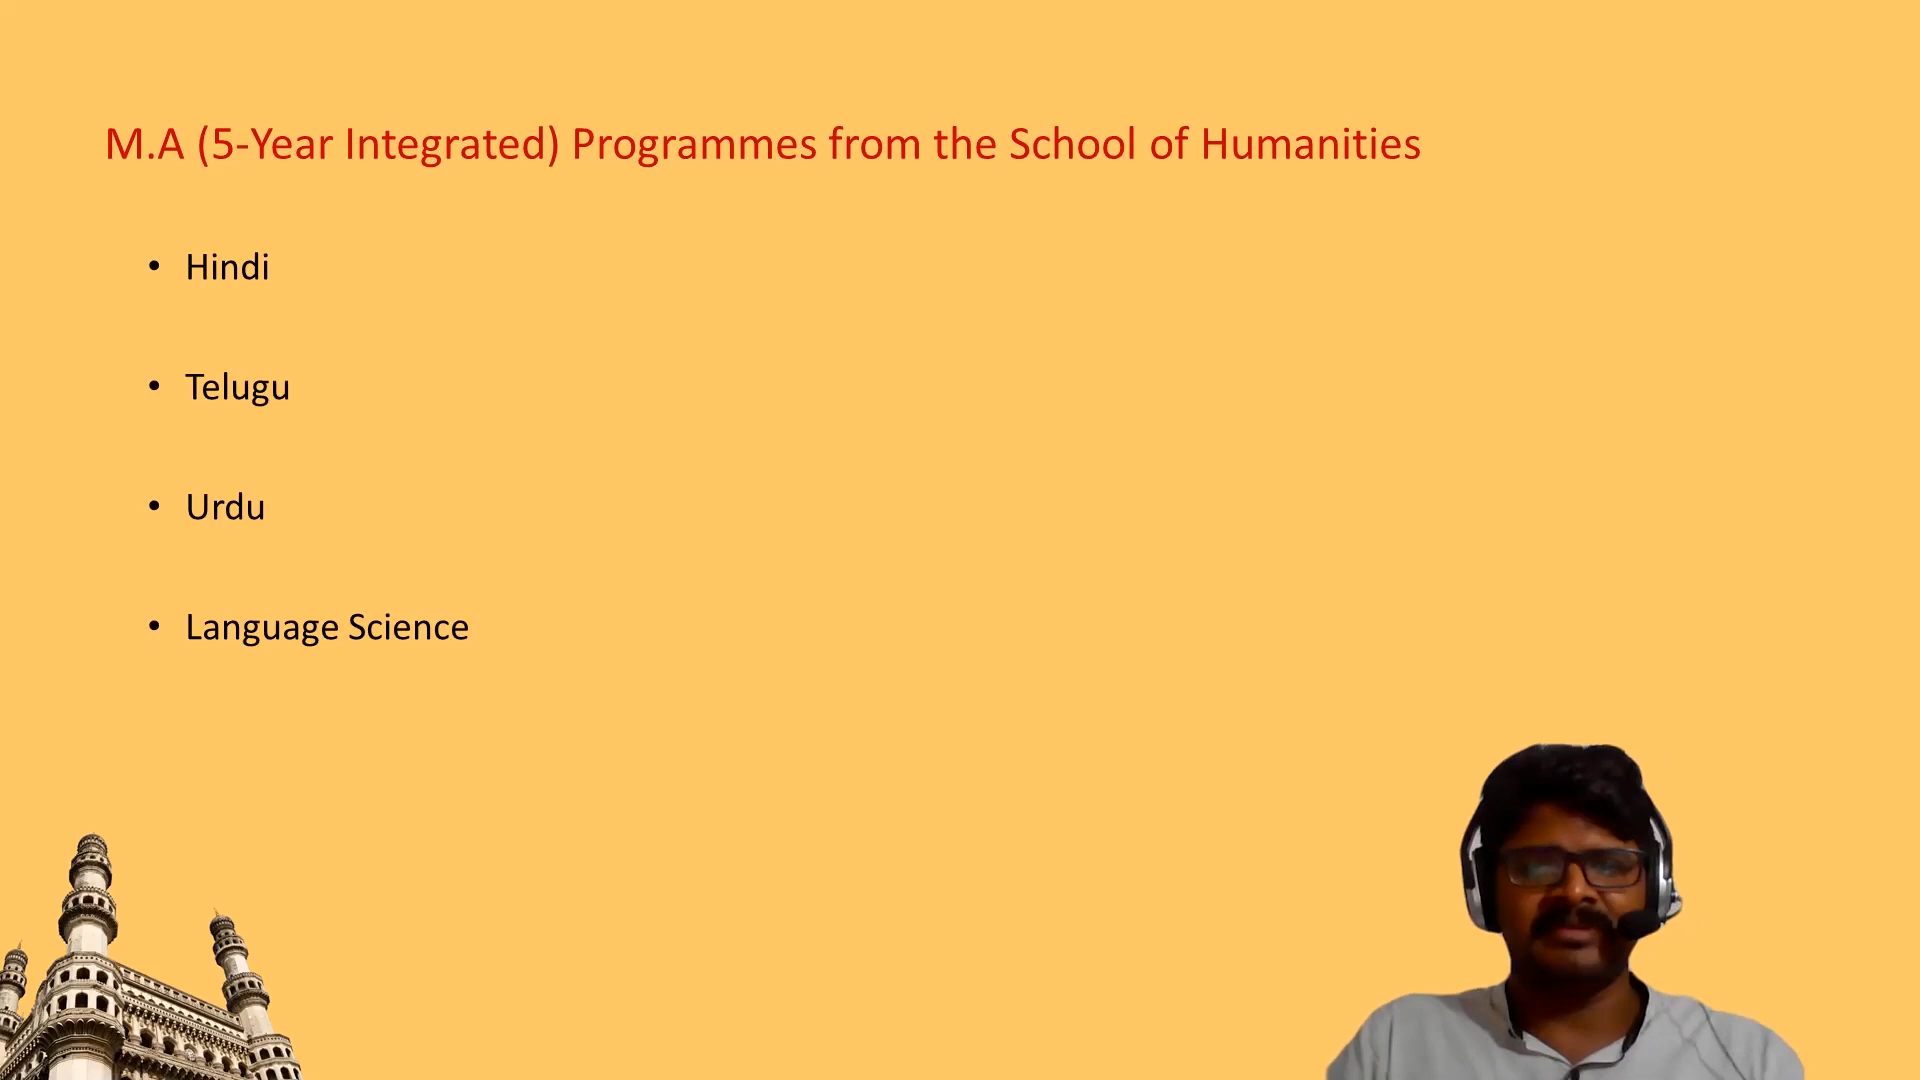 M.A (5-Year Integrated) Programmes from the School of Humanities
• Hindi
• Telugu
• Urdu
• Language Science